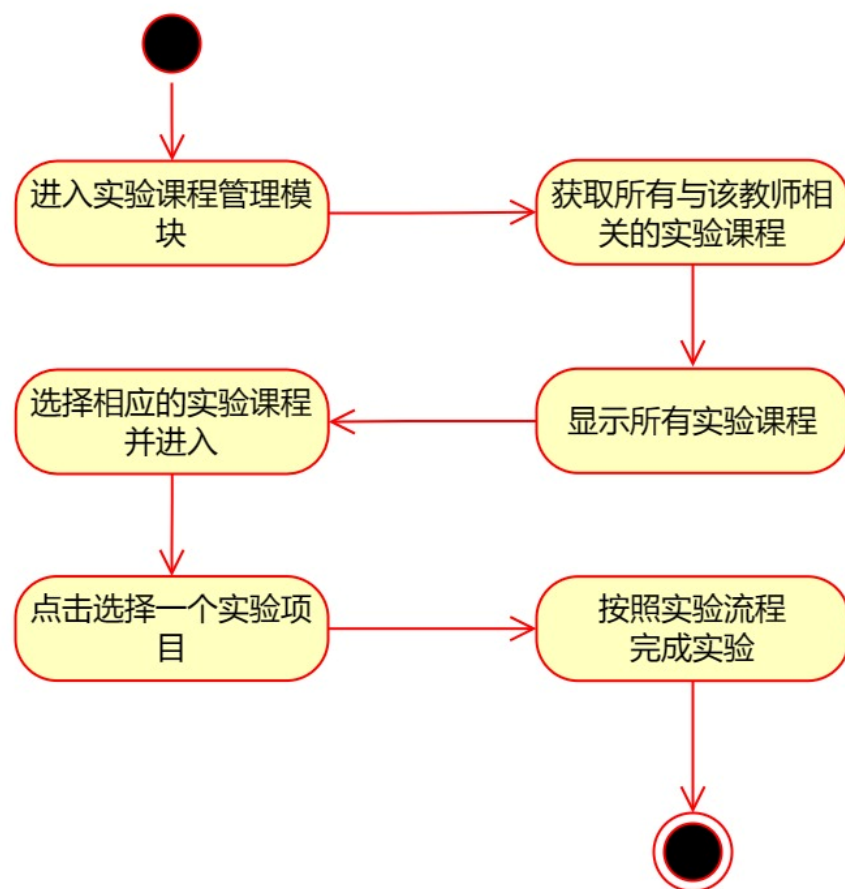 进入实验课程管理模
块
获取所有与该教师相
关的实验课程
显示所有实验课程
选择相应的实验课程
并进入
点击选择一个实验项
目
按照实验流程
完成实验